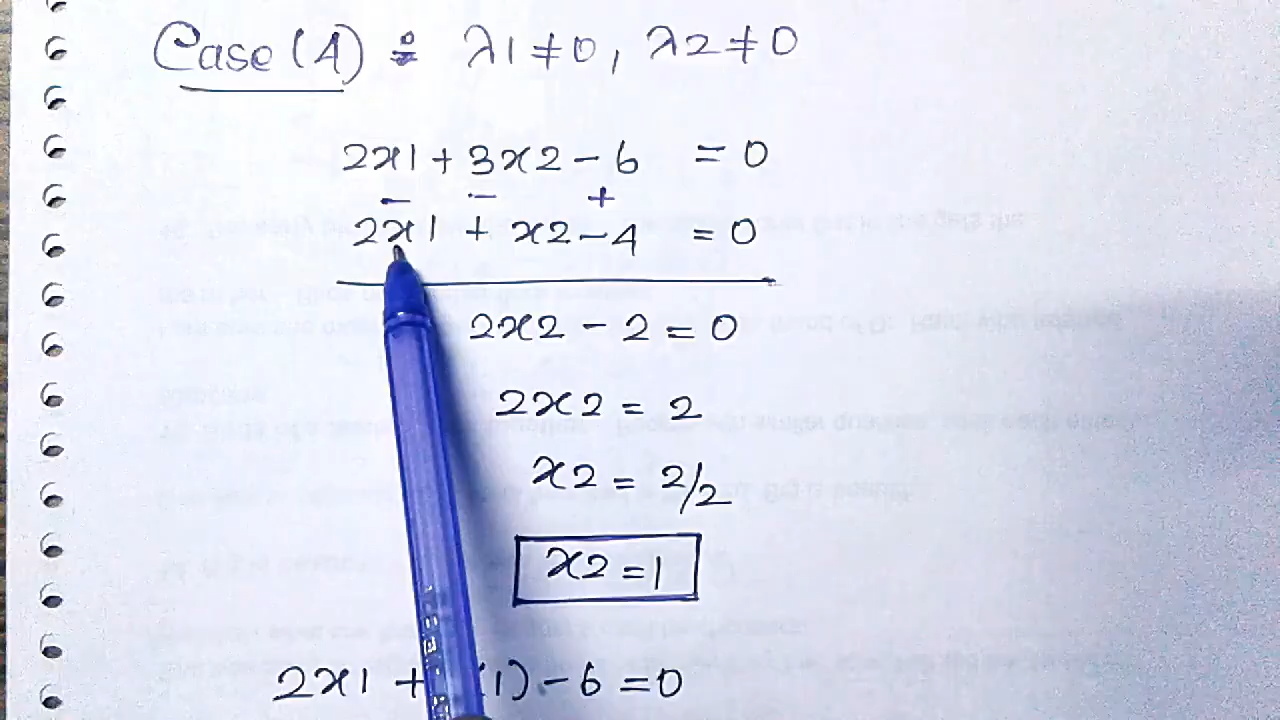 Case (4) : λ1≠0, λ2≠0
2x1 + 3x2 - 6 = 0
- - +
2x1 + x2 - 4 = 0
2x2 - 2 = 0
2x2 = 2
x2 = 2/2
x2 = 1
2x1 + (1) - 6 = 0